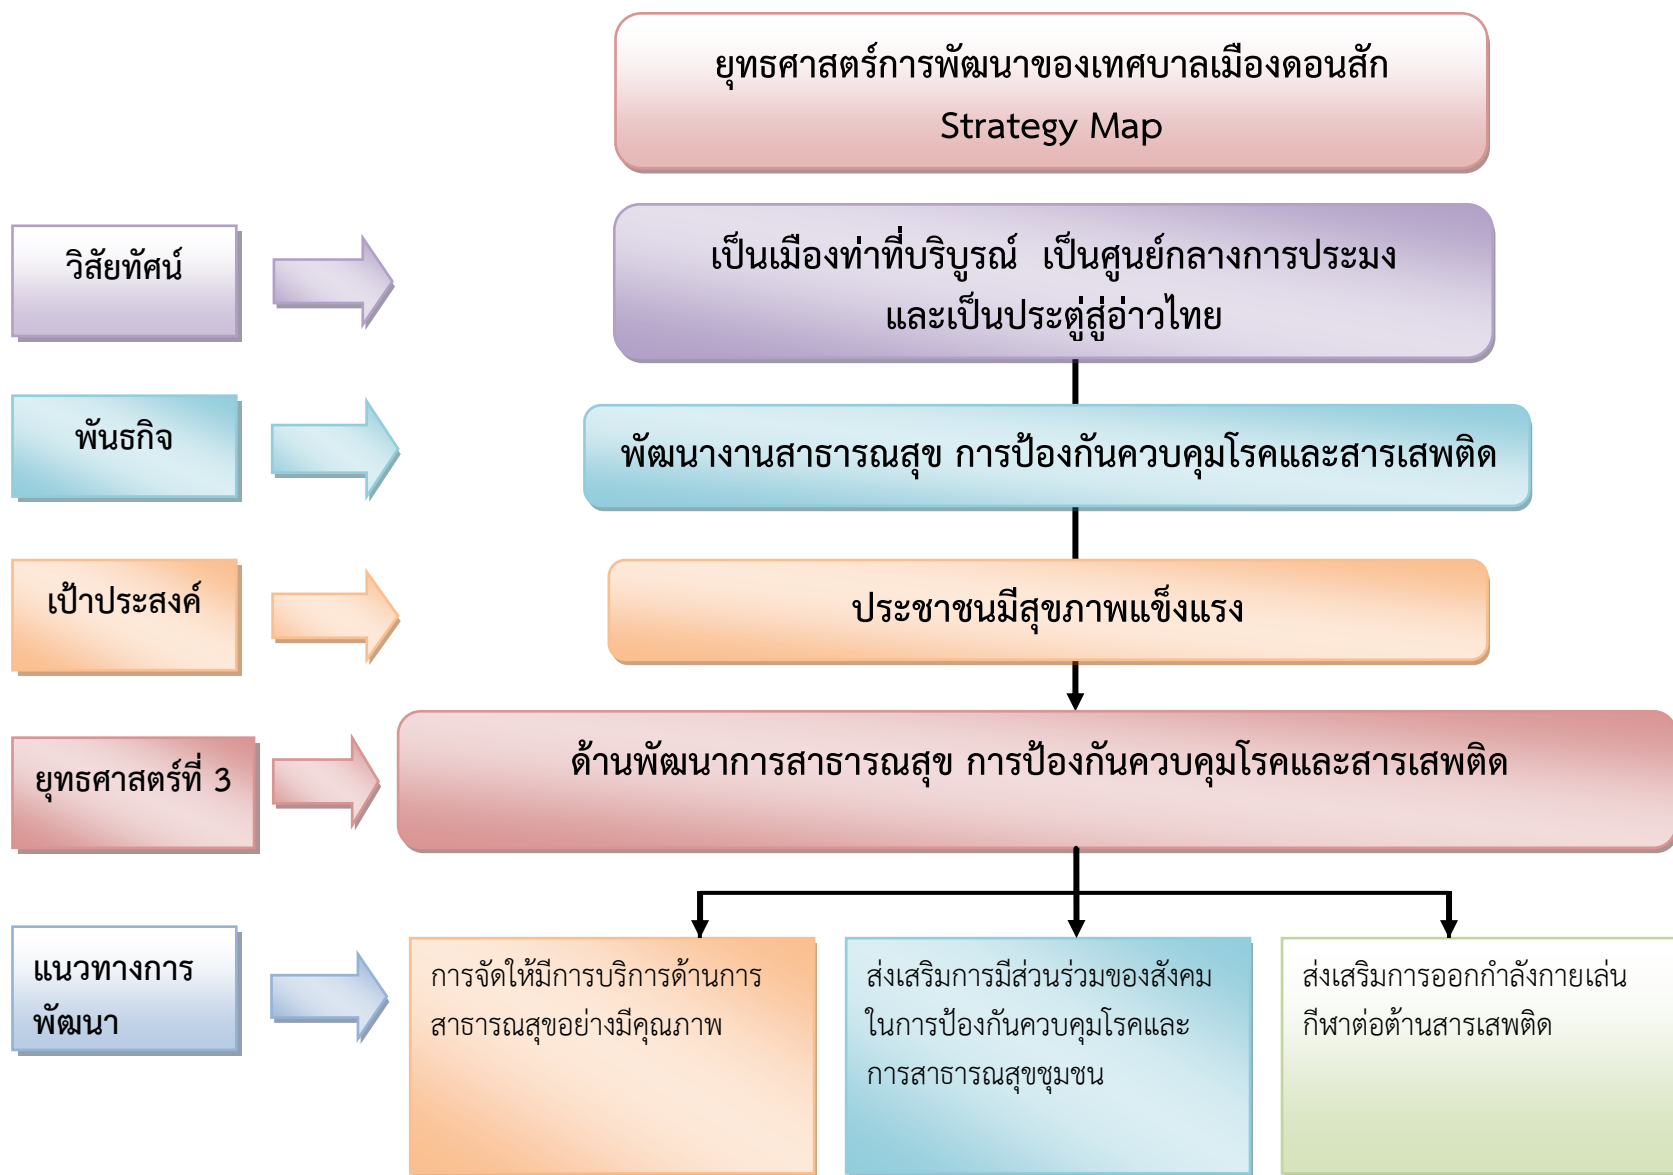 ยุทธศาสตร์การพัฒนาของเทศบาลเมืองดอนสัก
Strategy Map
วิสัยทัศน์
เป็นเมืองท่าที่บริบูรณ์ เป็นศูนย์กลางการประมง
และเป็นประตู่สู่อ่าวไทย
พันธกิจ
พัฒนางานสาธารณสุข การป้องกันควบคุมโรคและสารเสพติด
เป้าประสงค์
ประชาชนมีสุขภาพแข็งแรง
ยุทธศาสตร์ที่ 3
ด้านพัฒนาการสาธารณสุข การป้องกันควบคุมโรคและสารเสพติด
แนวทางการ
พัฒนา
การจัดให้มีการบริการด้านการ
สาธารณสุขอย่างมีคุณภาพ
ส่งเสริมการมีส่วนร่วมของสังคม
ในการป้องกันควบคุมโรคและ
การสาธารณสุขชุมชน
ส่งเสริมการออกกำลังกายเล่น
กีฬาต่อต้านสารเสพติด